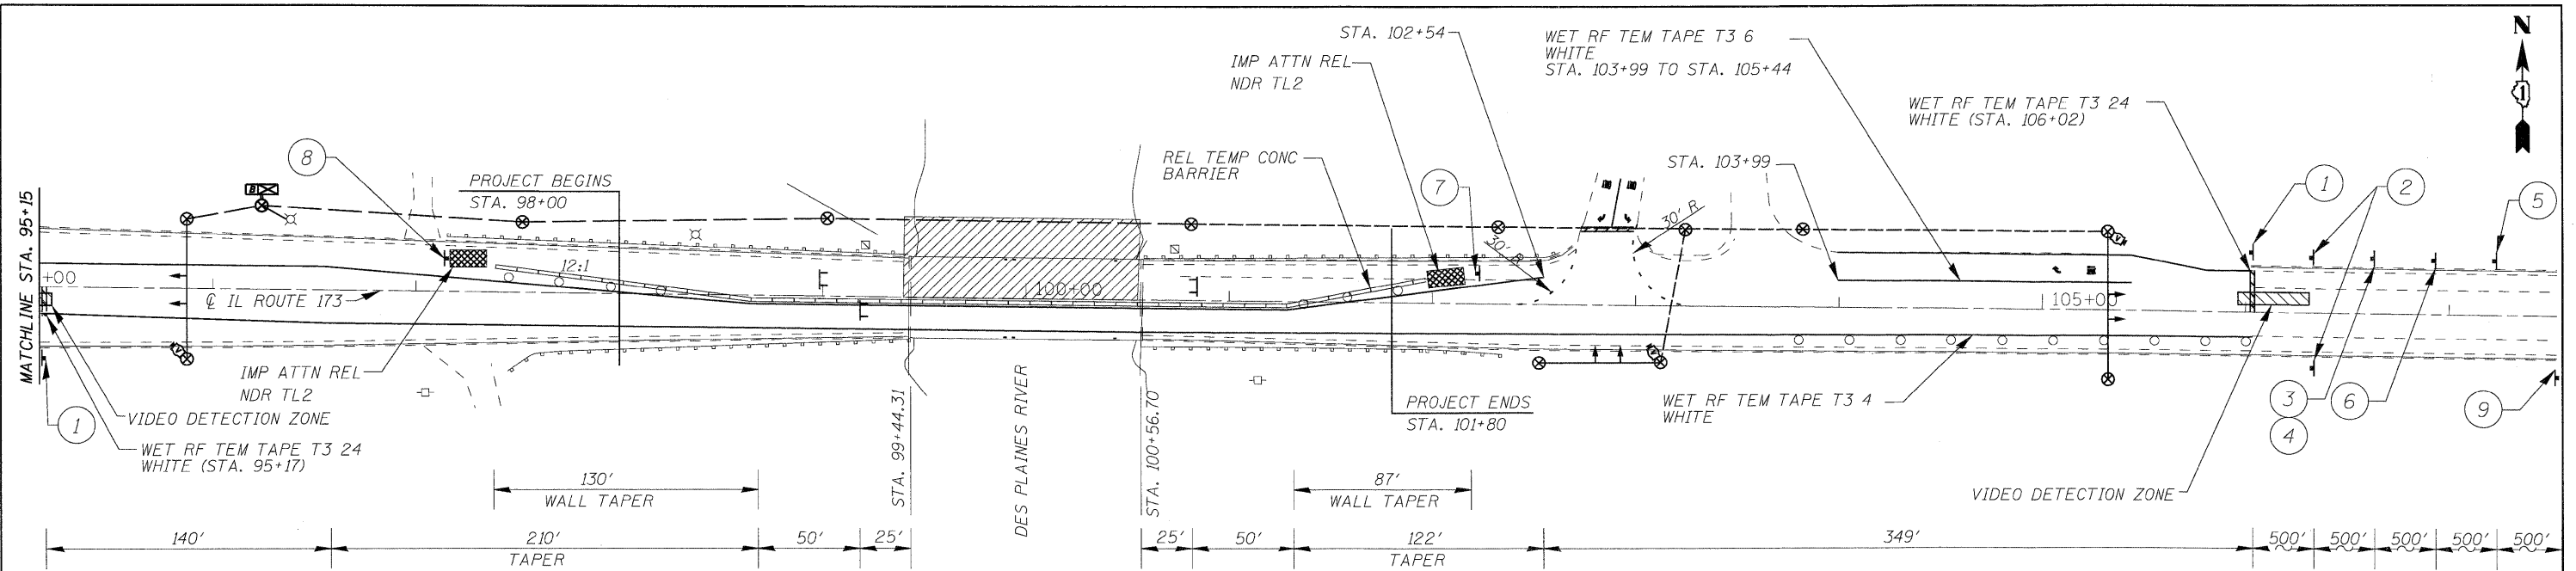 STA. 102+54
WET RF TEM TAPE T3 6
WHITE
STA. 103+99 TO STA. 105+44
N
1
IMP ATTN REL
NDR TL2
WET RF TEM TAPE T3 24
WHITE (STA. 106+02)
REL TEMP CONC
BARRIER
STA. 103+99
8
7
1
2
5
PROJECT BEGINS
STA. 98+00
B
30' R
30' R
MATCHLINE STA. 95+15
+00
12:1
℄ IL ROUTE 173
100+00
105+00
V
V
V
IMP ATTN REL
NDR TL2
VIDEO DETECTION ZONE
1
WET RF TEM TAPE T3 24
WHITE (STA. 95+17)
STA. 99+44.31
DES PLAINES RIVER
STA. 100+56.70
PROJECT ENDS
STA. 101+80
WET RF TEM TAPE T3 4
WHITE
3
4
6
9
VIDEO DETECTION ZONE
130'
WALL TAPER
87'
WALL TAPER
140'
210'
TAPER
50'
25'
25'
50'
122'
TAPER
349'
500'
500'
500'
500'
500'